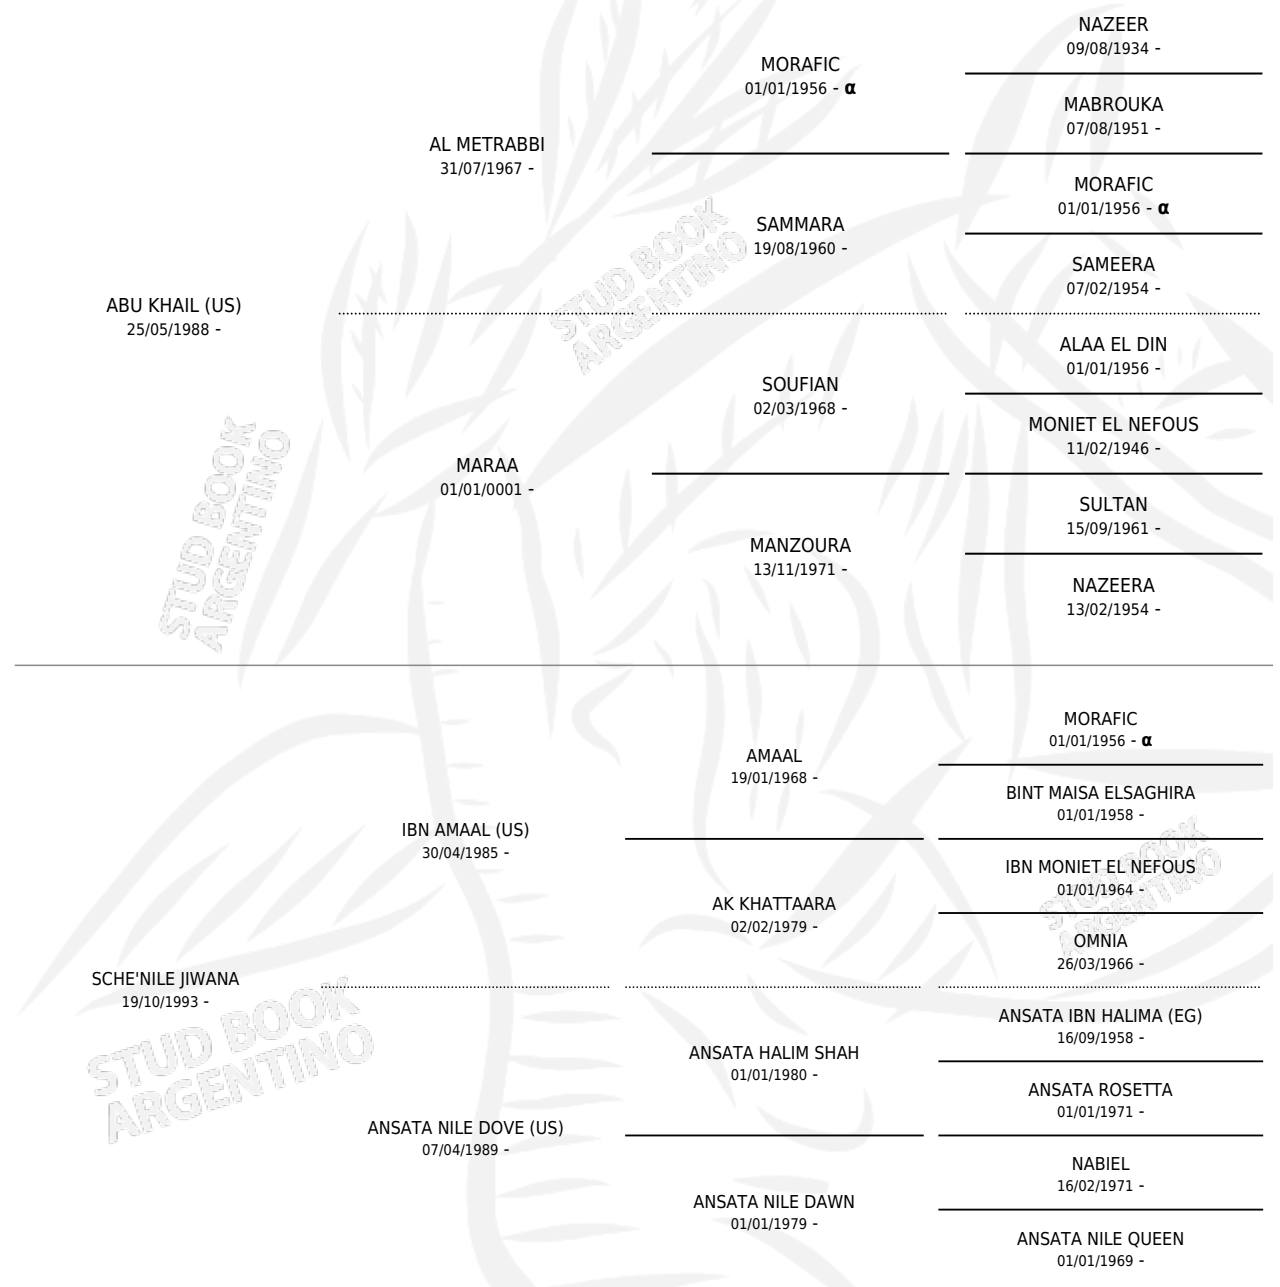 NAZEER
09/08/1934 -
MORAFIC
01/01/1956 - α
MABROUKA
07/08/1951 -
AL METRABBI
31/07/1967 -
MORAFIC
01/01/1956 - α
SAMMARA
19/08/1960 -
SAMEERA
07/02/1954 -
ABU KHAIL (US)
25/05/1988 -
ALAA EL DIN
01/01/1956 -
SOUFIAN
02/03/1968 -
MONIET EL NEFOUS
11/02/1946 -
MARAA
01/01/0001 -
SULTAN
15/09/1961 -
MANZOURA
13/11/1971 -
NAZEERA
13/02/1954 -
MORAFIC
01/01/1956 - α
AMAAL
19/01/1968 -
BINT MAISA ELSAGHIRA
01/01/1958 -
IBN AMAAL (US)
30/04/1985 -
IBN MONIET EL NEFOUS
01/01/1964 -
AK KHATTAARA
02/02/1979 -
OMNIA
26/03/1966 -
SCHE'NILE JIWANA
19/10/1993 -
ANSATA IBN HALIMA (EG)
16/09/1958 -
ANSATA HALIM SHAH
01/01/1980 -
ANSATA ROSETTA
01/01/1971 -
ANSATA NILE DOVE (US)
07/04/1989 -
NABIEL
16/02/1971 -
ANSATA NILE DAWN
01/01/1979 -
ANSATA NILE QUEEN
01/01/1969 -
STUD BOOK
ARGENTINO
STUD BOOK
ARGENTINO
STUD BOOK
ARGENTINO
STUD BOOK
ARGENTINO